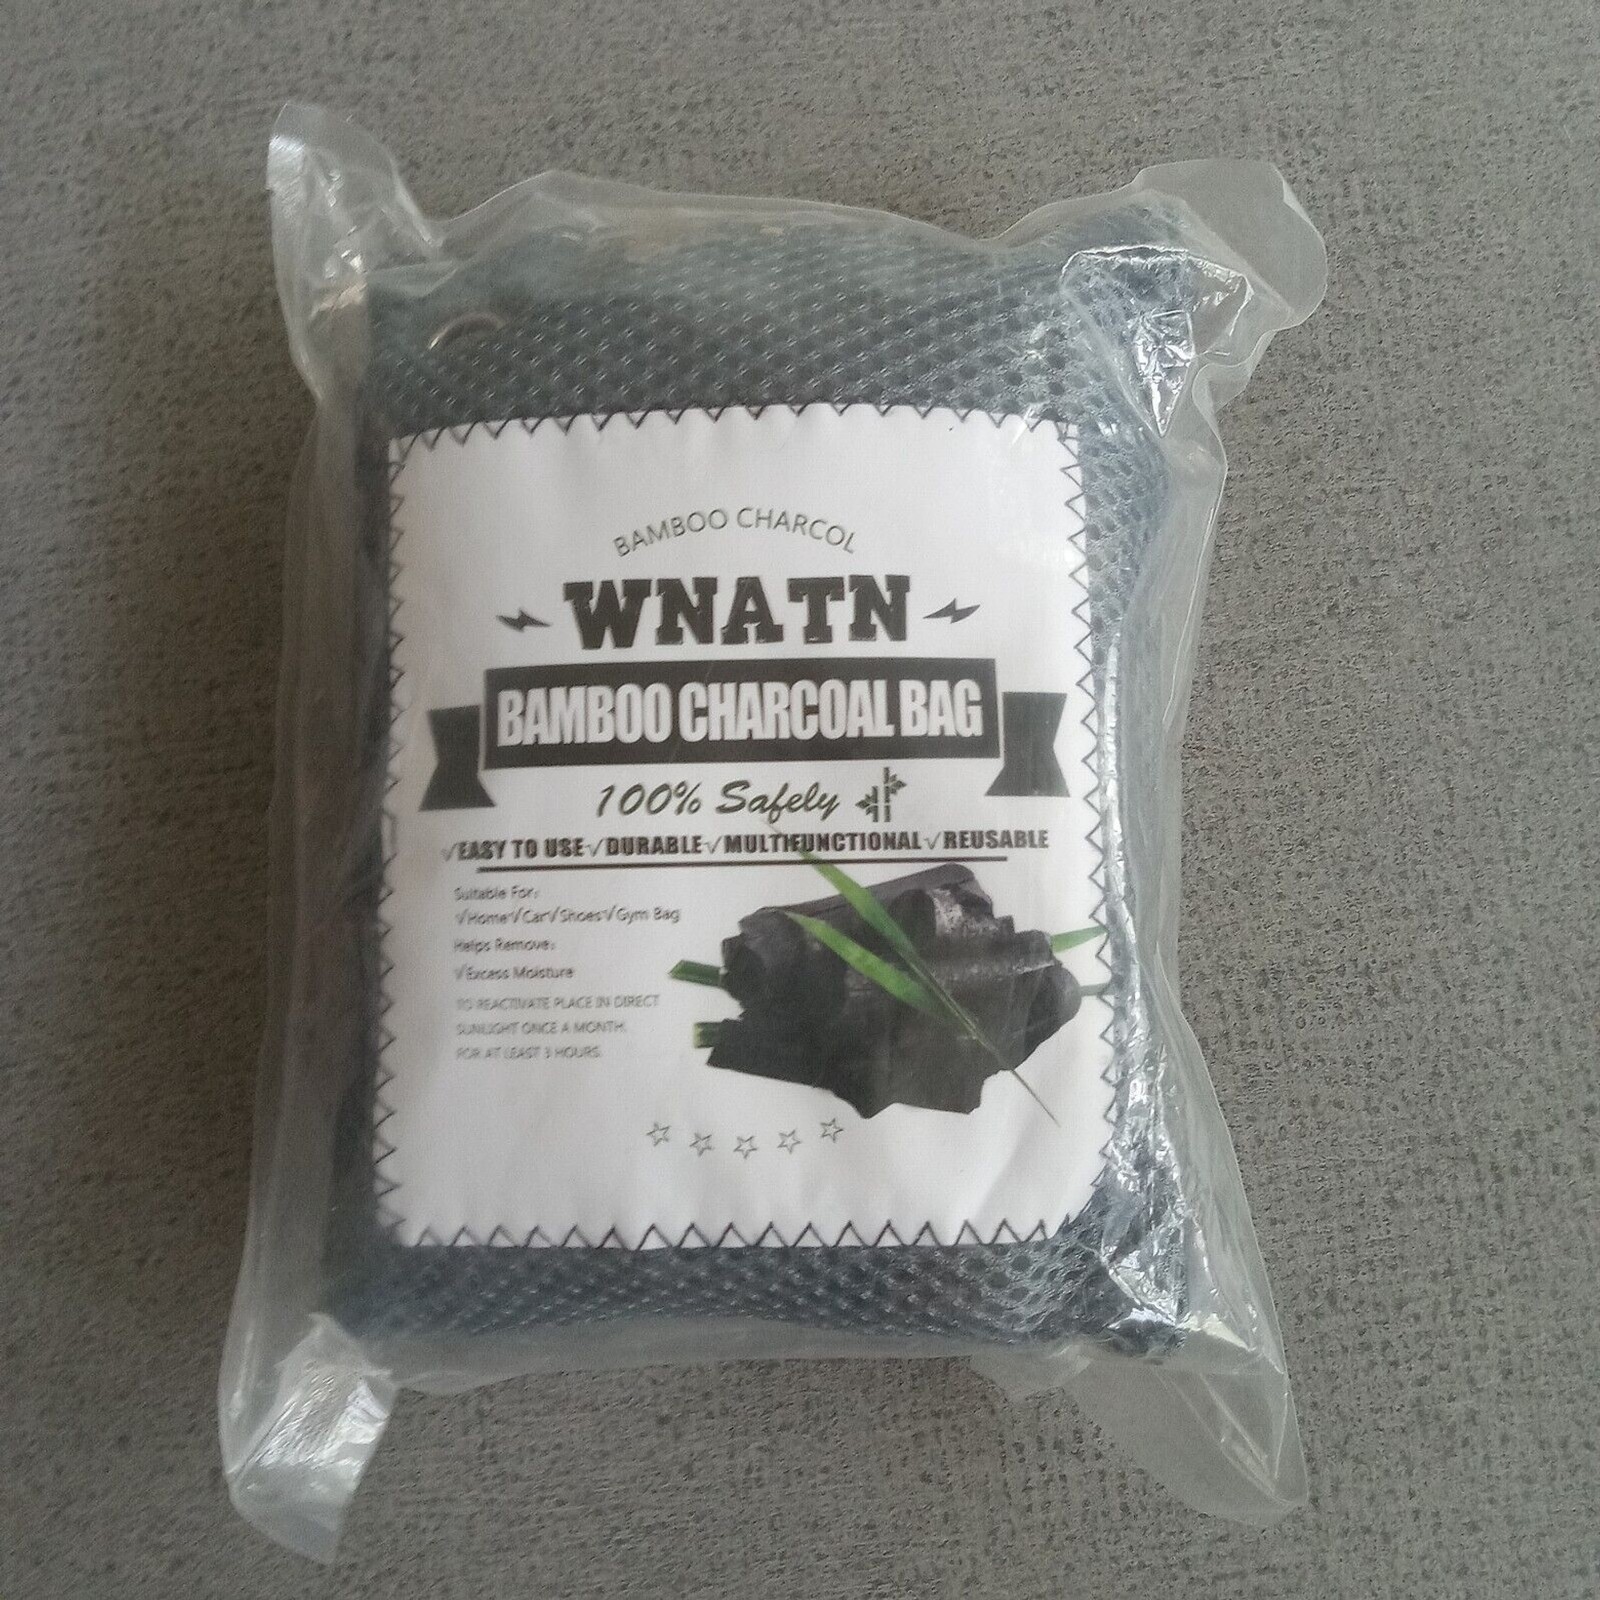 BAMBOO CHARCOL
WNATN
BAMBOO CHARCOAL BAG
100% Safely
√EASY TO USE√DURABLE√MULTIFUNCTIONAL√REUSABLE
Suitable For:
√Home√Car√Shoes√Gym Bag
Helps Remove:
√Excess Moisture
TO REACTIVATE PLACE IN DIRECT
SUNLIGHT ONCE A MONTH.
FOR AT LEAST 3 HOURS.